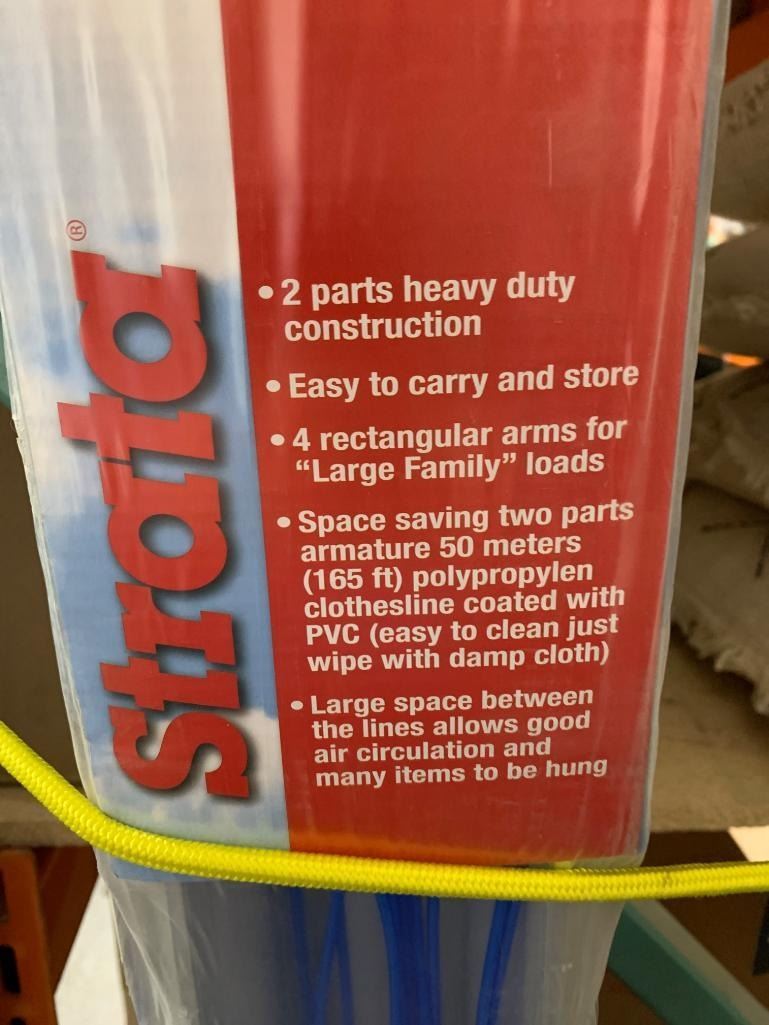 Strata®
• 2 parts heavy duty
construction
• Easy to carry and store
• 4 rectangular arms for
“Large Family” loads
• Space saving two parts
armature 50 meters
(165 ft) polypropylen
clothesline coated with
PVC (easy to clean just
wipe with damp cloth)
• Large space between
the lines allows good
air circulation and
many items to be hung